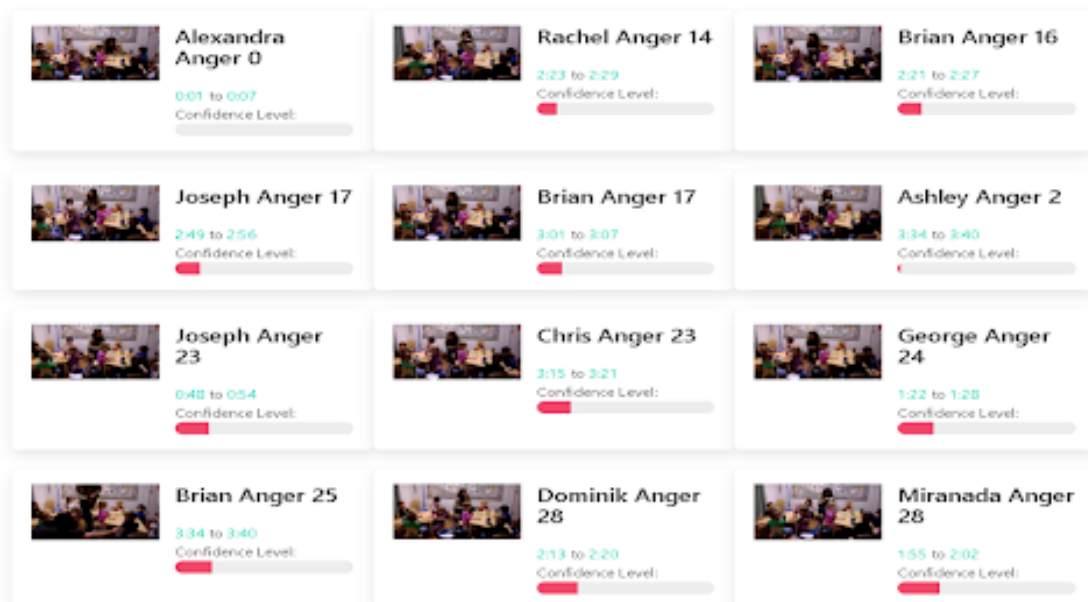 Alexandra
Anger 0
0:01 to 0:07
Confidence Level:
Rachel Anger 14
2:23 to 2:29
Confidence Level:
Brian Anger 16
2:21 to 2:27
Confidence Level:
Joseph Anger 17
2:49 to 2:56
Confidence Level:
Brian Anger 17
3:01 to 3:07
Confidence Level:
Ashley Anger 2
3:34 to 3:40
Confidence Level:
Joseph Anger
23
0:48 to 0:54
Confidence Level:
Chris Anger 23
3:15 to 3:21
Confidence Level:
George Anger
24
1:22 to 1:28
Confidence Level:
Brian Anger 25
3:34 to 3:40
Confidence Level:
Dominik Anger
28
2:13 to 2:20
Confidence Level:
Miranada Anger
28
1:55 to 2:02
Confidence Level: